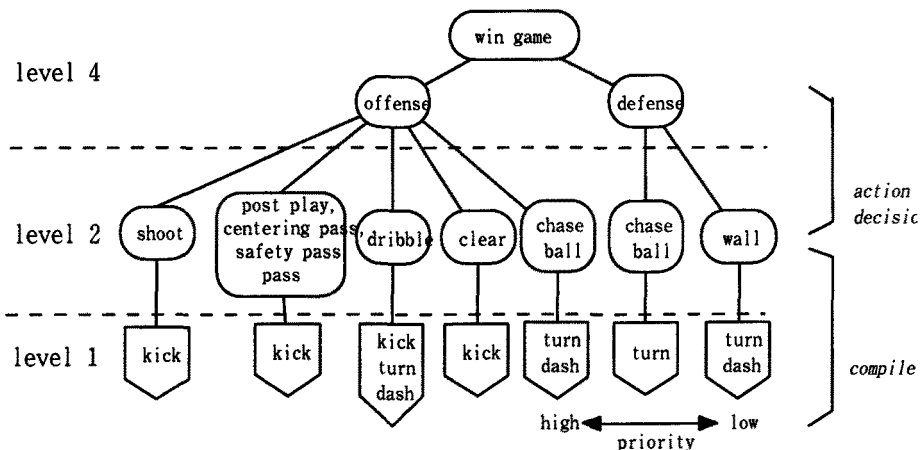 win game
level 4
offense
defense
action
decisic
level 2
shoot
post play,
centering pass,
safety pass
pass
dribble
clear
chase
ball
chase
ball
wall
level 1
kick
kick
kick
turn
dash
kick
turn
dash
turn
turn
dash
compile
high
low
priority